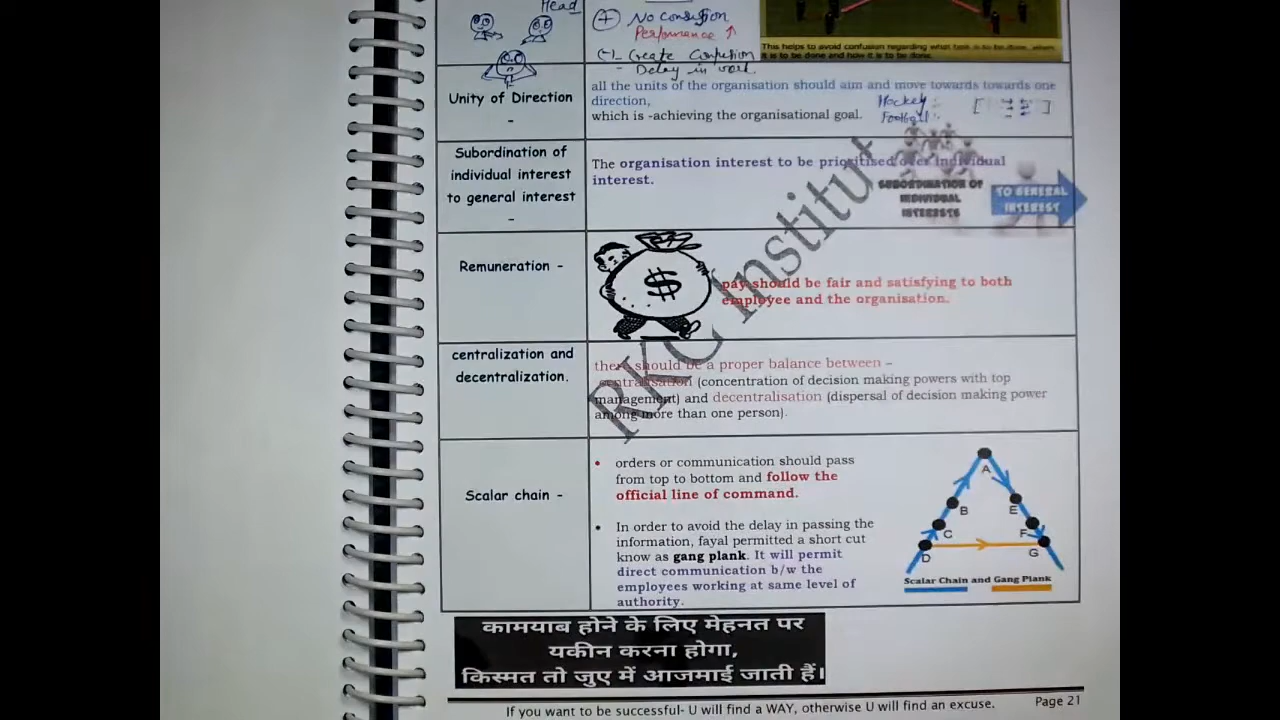 Head
+ No Confusion
Performance ↑
(-) - Create Confusion
- Delay in work.
This helps to avoid confusion regarding what task is to be done, when
it is to be done and how it is to be done.
Unity of Direction
-
all the units of the organisation should aim and move towards towards one
direction,
which is -achieving the organisational goal.
Hockey :
Football :
Subordination of
individual interest
to general interest
-
The organisation interest to be prioritised over individual
interest.
SUBORDINATION OF
INDIVIDUAL
INTERESTS
TO GENERAL
INTEREST
Remuneration -
$
pay should be fair and satisfying to both
employee and the organisation.
centralization and
decentralization.
there should be a proper balance between –
centralisation (concentration of decision making powers with top
management) and decentralisation (dispersal of decision making power
among more than one person).
Scalar chain -
• orders or communication should pass
from top to bottom and follow the
official line of command.
• In order to avoid the delay in passing the
information, fayal permitted a short cut
know as gang plank. It will permit
direct communication b/w the
employees working at same level of
authority.
A
B
E
C
F
D
G
Scalar Chain and Gang Plank
RKC Institut
कामयाब होने के लिए मेहनत पर
यकीन करना होगा,
किस्मत तो जुए में आजमाई जाती हैं।
If you want to be successful- U will find a WAY, otherwise U will find an excuse.
Page 21